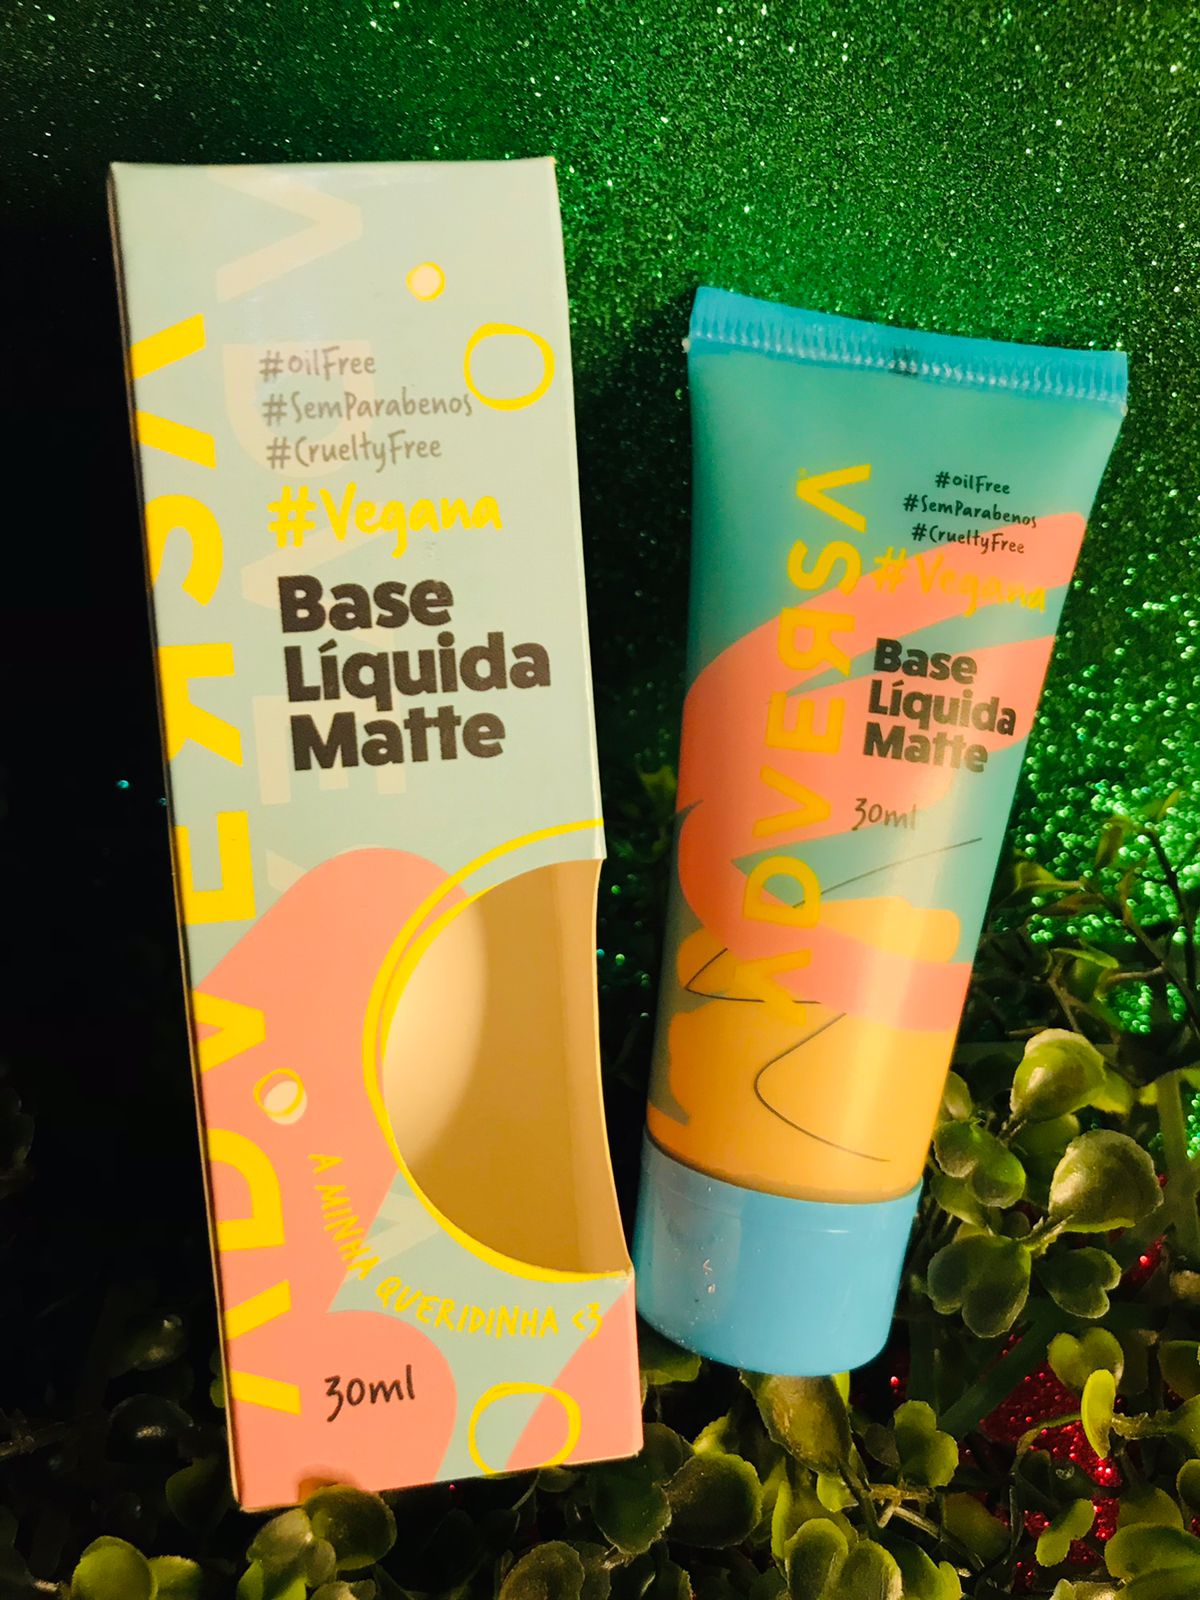 #oilFree
#SemParabenos
#CrueltyFree
#Vegana
Base
Líquida
Matte
ADVERSA
A MINHA QUERIDINHA <3
30ml
#oilFree
#SemParabenos
#CrueltyFree
#Vegana
Base
Líquida
Matte
30ml
ADVERSA